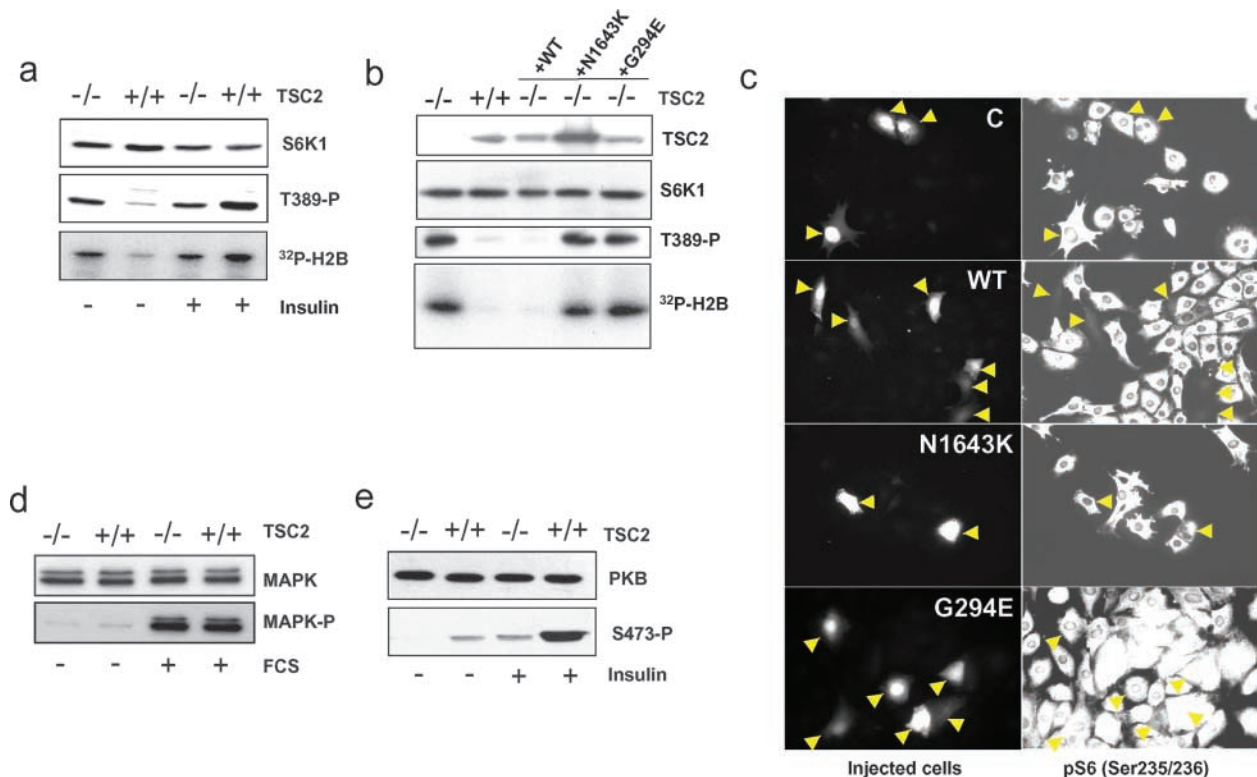 a
-/- +/+ -/- +/+ TSC2
S6K1
T389-P
32P-H2B
- - + + Insulin
b
+WT +N1643K +G294E
-/- +/+ -/- -/- -/- TSC2
TSC2
S6K1
T389-P
32P-H2B
c
C
WT
N1643K
G294E
Injected cells pS6 (Ser235/236)
d
-/- +/+ -/- +/+ TSC2
MAPK
MAPK-P
- - + + FCS
e
-/- +/+ -/- +/+ TSC2
PKB
S473-P
- - + + Insulin